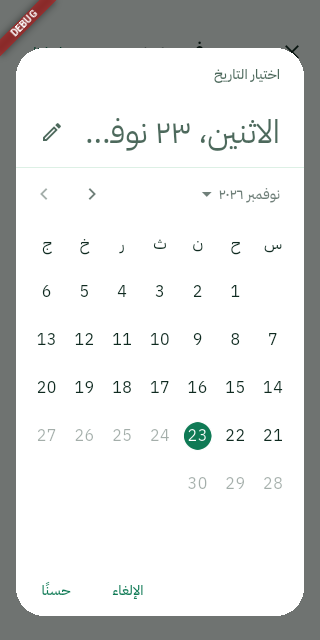 DEBUG
اختيار التاريخ
الاثنين، ٢٣ نوفـ...
نوفمبر ٢٠٢٦
س ح ن ث ر خ ج
1 2 3 4 5 6
7 8 9 10 11 12 13
14 15 16 17 18 19 20
21 22 23 24 25 26 27
28 29 30
الإلغاء حسنًا